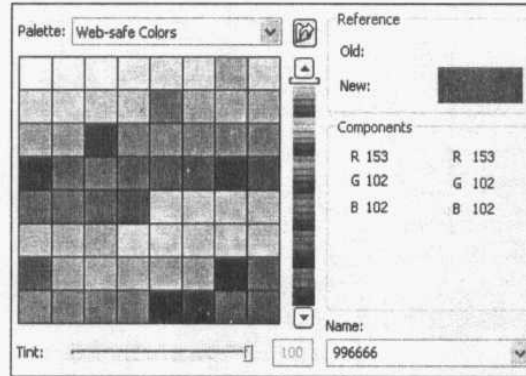 Palette: Web-safe Colors
Reference
Old:
New:
Components
R 153 R 153
G 102 G 102
B 102 B 102
Tint: 100
Name:
996666